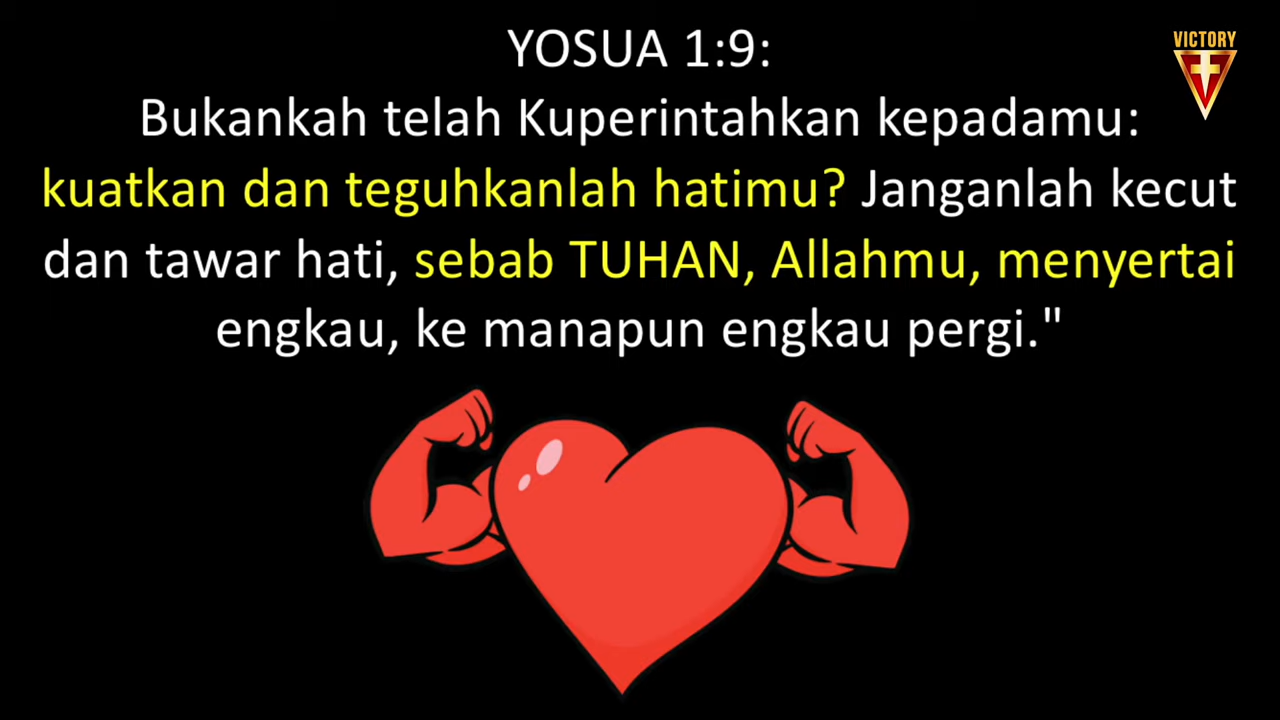 YOSUA 1:9:
VICTORY
Bukankah telah Kuperintahkan kepadamu:
kuatkan dan teguhkanlah hatimu? Janganlah kecut
dan tawar hati, sebab TUHAN, Allahmu, menyertai
engkau, ke manapun engkau pergi."